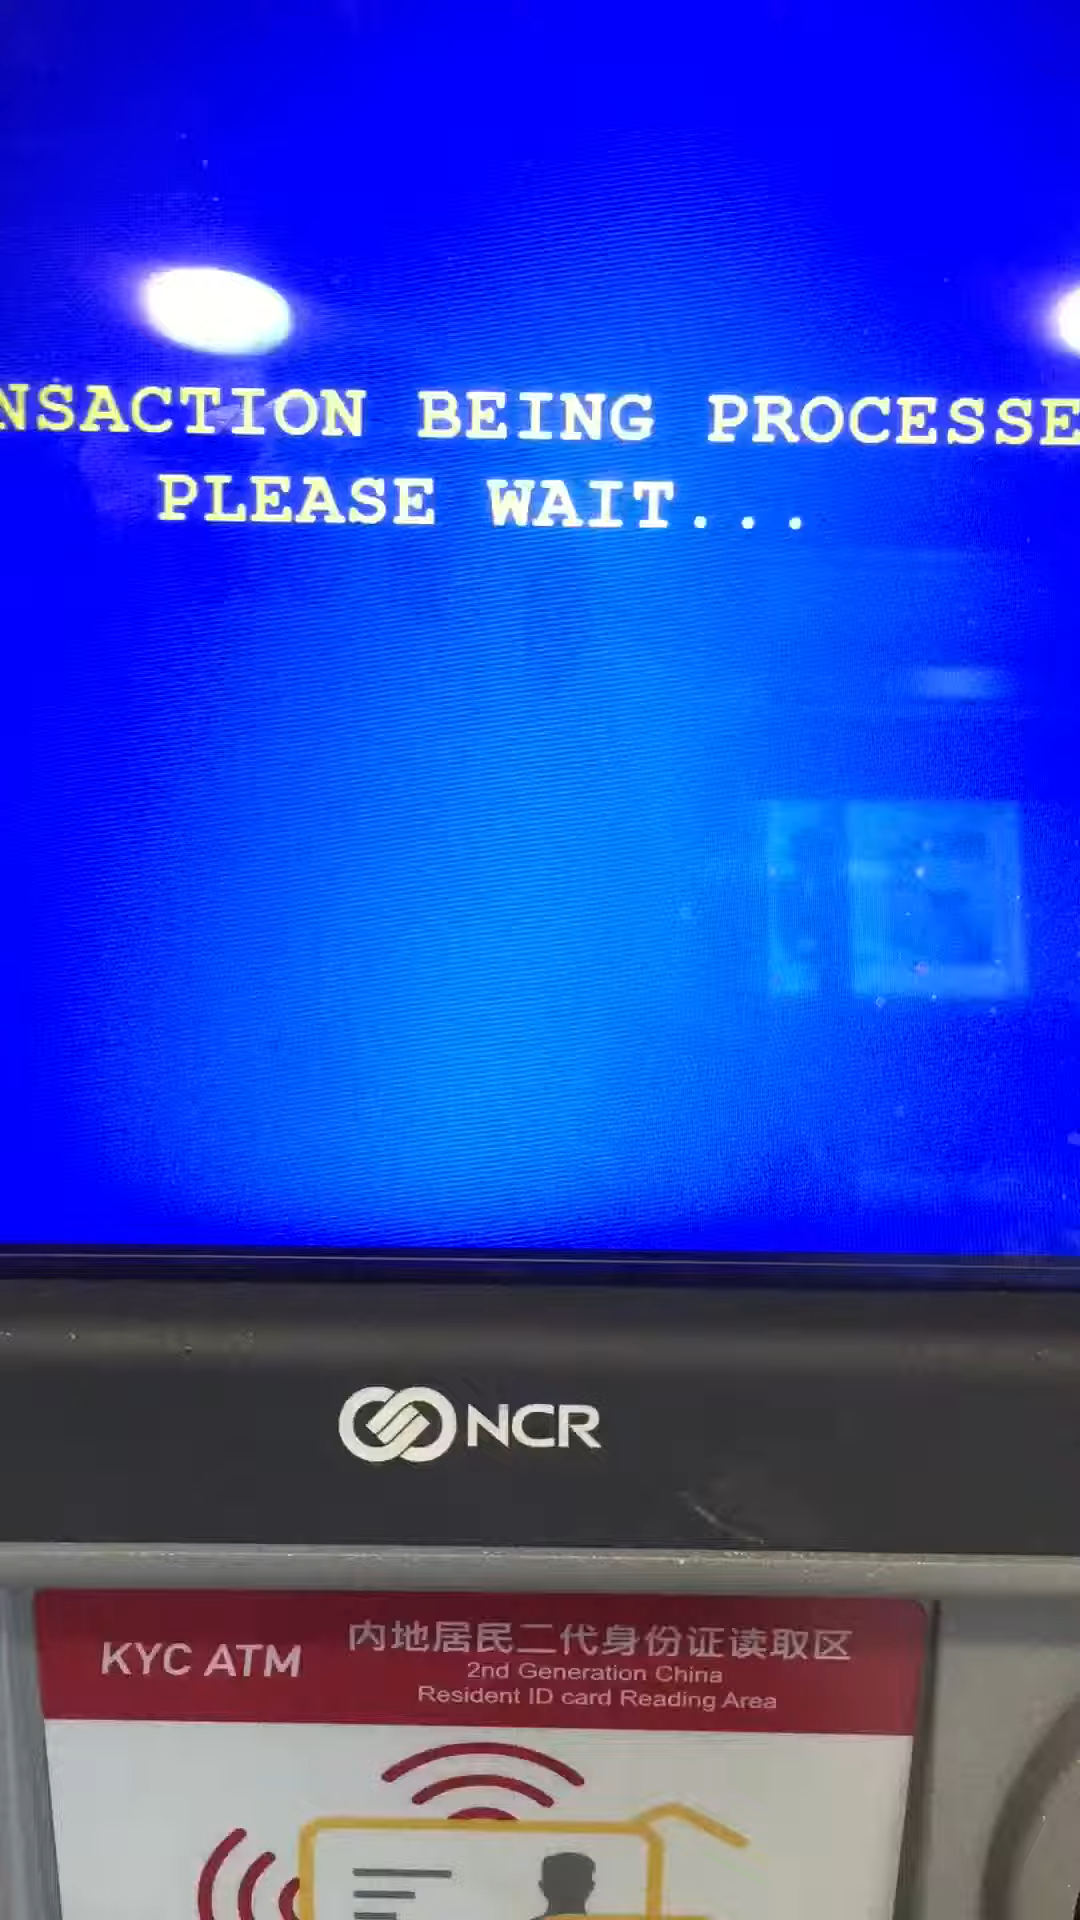 NSACTION BEING PROCESSE
PLEASE WAIT...
NCR
KYC ATM
内地居民二代身份证读取区
2nd Generation China
Resident ID card Reading Area